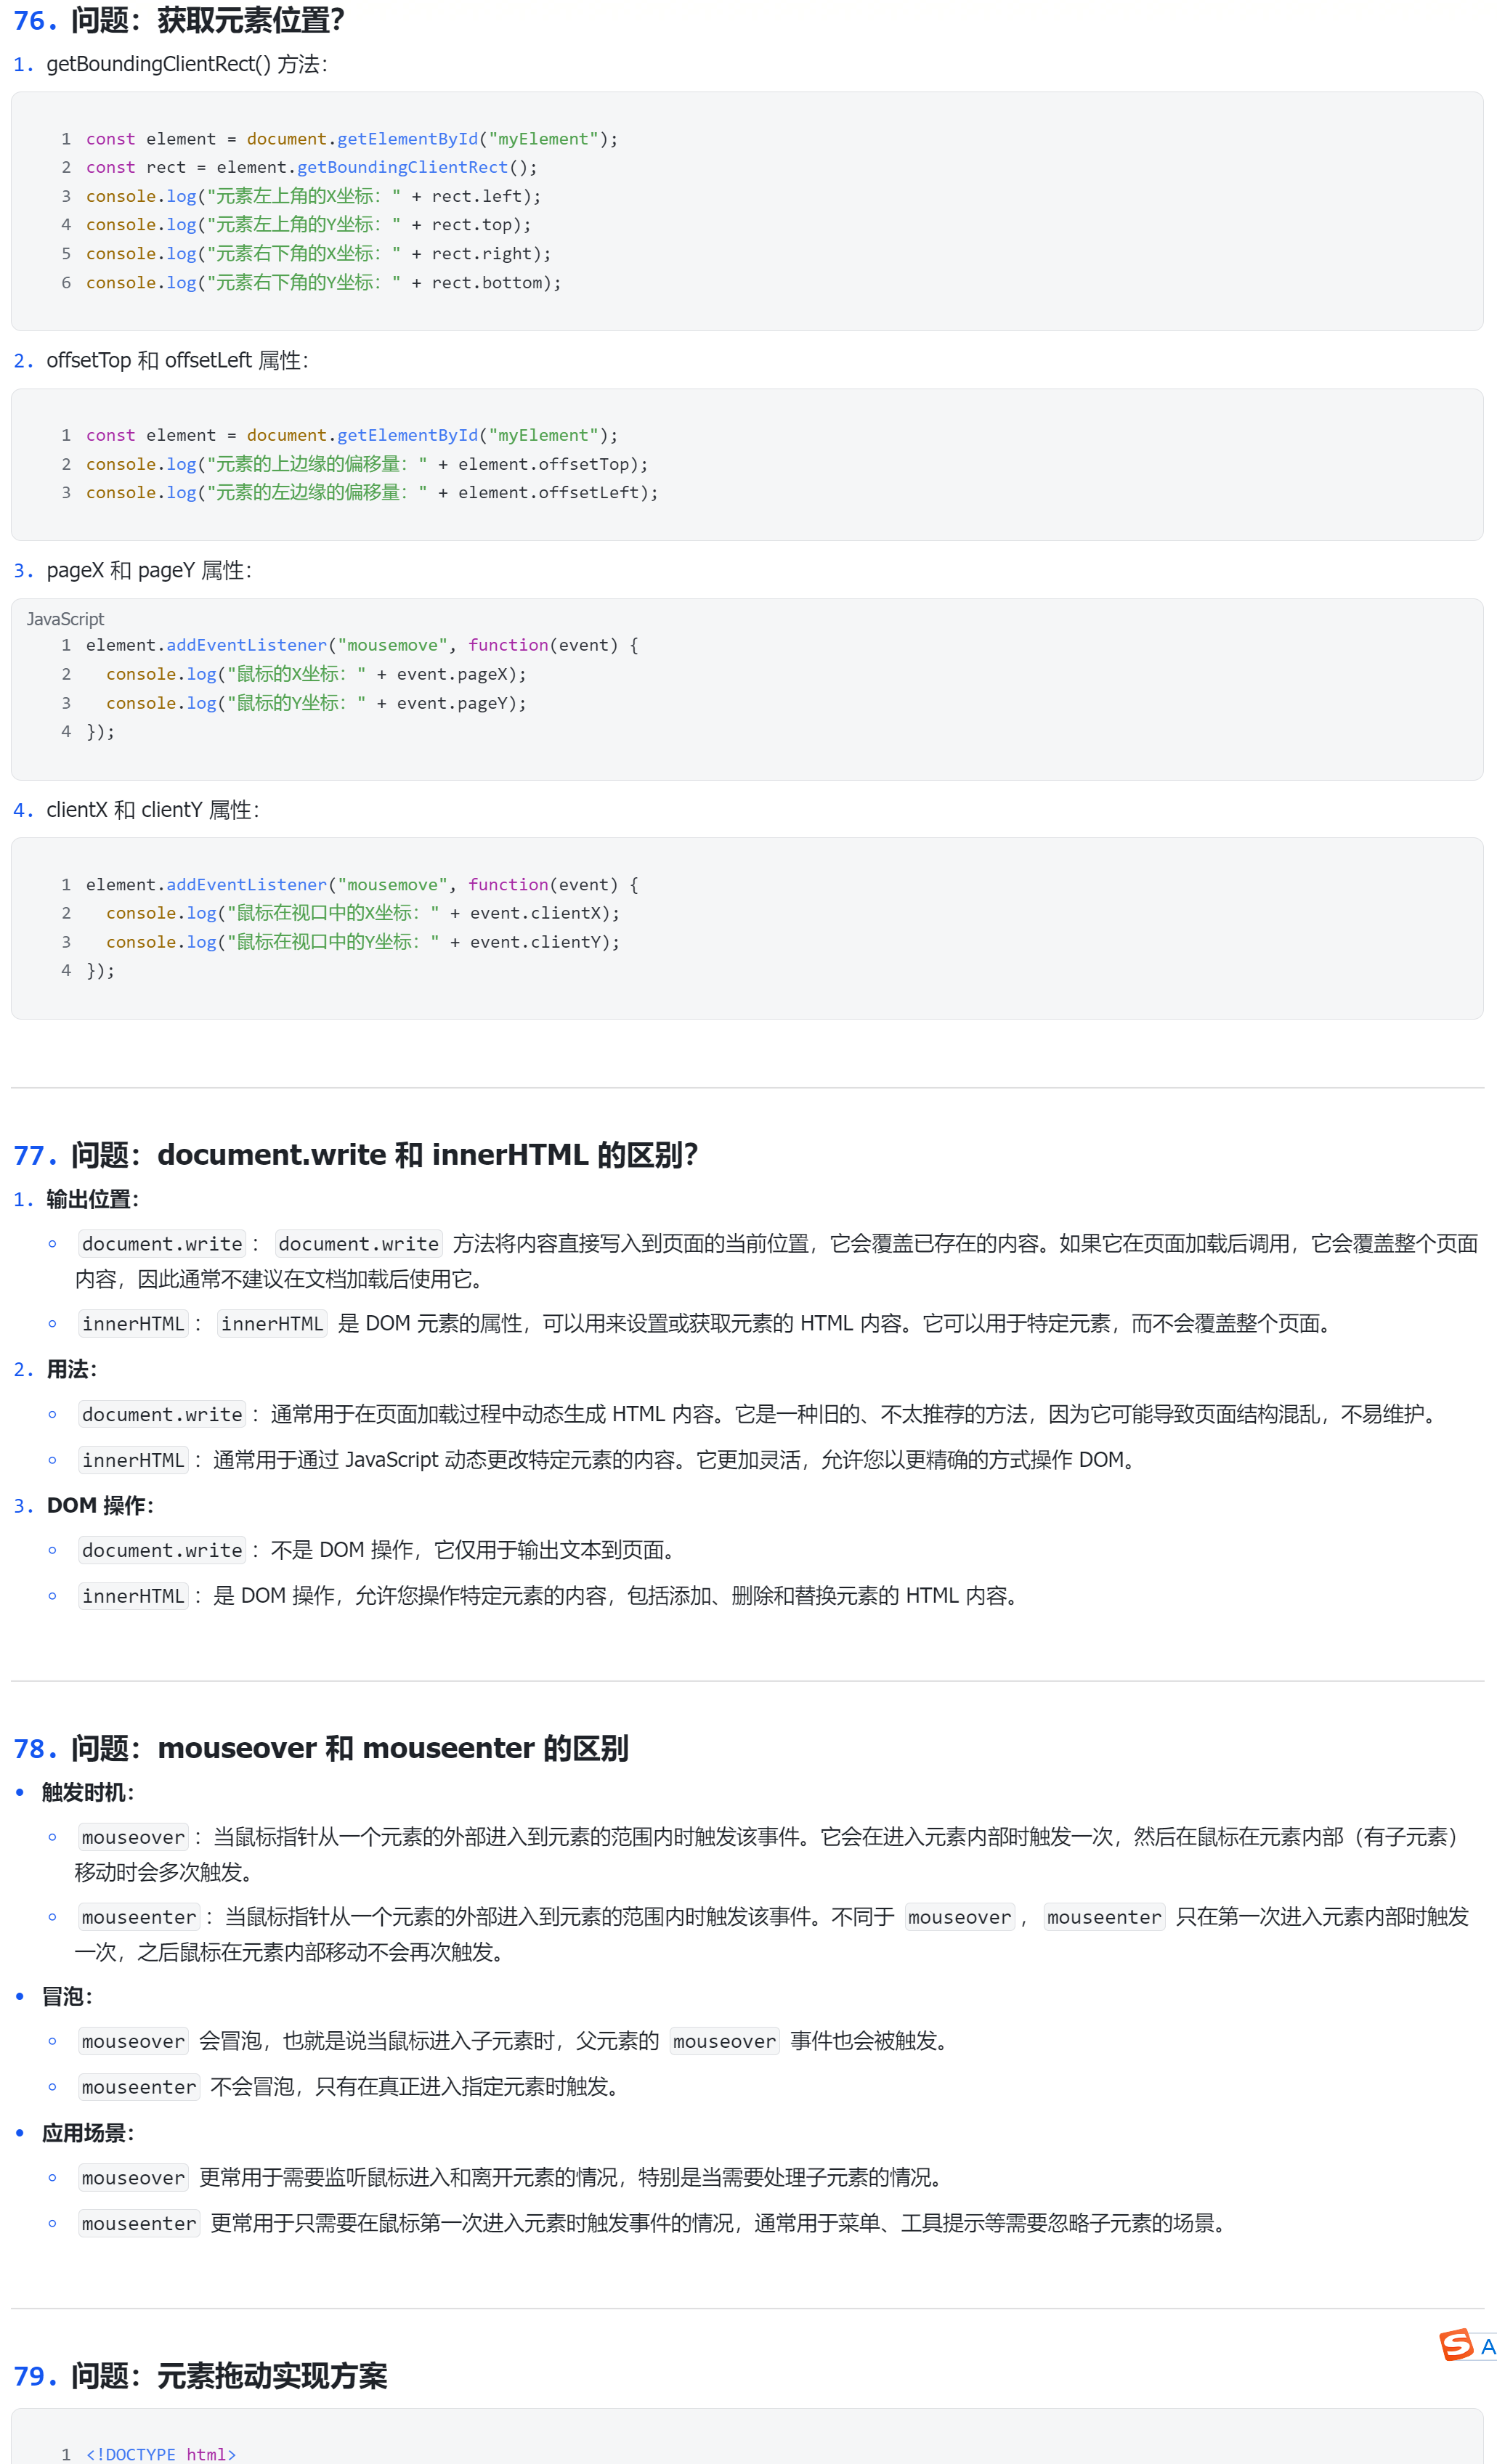 76. 问题：获取元素位置？
1. getBoundingClientRect() 方法：
1 const element = document.getElementById("myElement");
2 const rect = element.getBoundingClientRect();
3 console.log("元素左上角的X坐标：" + rect.left);
4 console.log("元素左上角的Y坐标：" + rect.top);
5 console.log("元素右下角的X坐标：" + rect.right);
6 console.log("元素右下角的Y坐标：" + rect.bottom);
2. offsetTop 和 offsetLeft 属性：
1 const element = document.getElementById("myElement");
2 console.log("元素的上边缘的偏移量：" + element.offsetTop);
3 console.log("元素的左边缘的偏移量：" + element.offsetLeft);
3. pageX 和 pageY 属性：
JavaScript
1 element.addEventListener("mousemove", function(event) {
2   console.log("鼠标的X坐标：" + event.pageX);
3   console.log("鼠标的Y坐标：" + event.pageY);
4 });
4. clientX 和 clientY 属性：
1 element.addEventListener("mousemove", function(event) {
2   console.log("鼠标在视口中的X坐标：" + event.clientX);
3   console.log("鼠标在视口中的Y坐标：" + event.clientY);
4 });
77. 问题：document.write 和 innerHTML 的区别？
1. 输出位置：
◦ document.write： document.write 方法将内容直接写入到页面的当前位置，它会覆盖已存在的内容。如果它在页面加载后调用，它会覆盖整个页面
内容，因此通常不建议在文档加载后使用它。
◦ innerHTML： innerHTML 是 DOM 元素的属性，可以用来设置或获取元素的 HTML 内容。它可以用于特定元素，而不会覆盖整个页面。
2. 用法：
◦ document.write：通常用于在页面加载过程中动态生成 HTML 内容。它是一种旧的、不太推荐的方法，因为它可能导致页面结构混乱，不易维护。
◦ innerHTML：通常用于通过 JavaScript 动态更改特定元素的内容。它更加灵活，允许您以更精确的方式操作 DOM。
3. DOM 操作：
◦ document.write：不是 DOM 操作，它仅用于输出文本到页面。
◦ innerHTML：是 DOM 操作，允许您操作特定元素的内容，包括添加、删除和替换元素的 HTML 内容。
78. 问题：mouseover 和 mouseenter 的区别
• 触发时机：
◦ mouseover：当鼠标指针从一个元素的外部进入到元素的范围内时触发该事件。它会在进入元素内部时触发一次，然后在鼠标在元素内部（有子元素）
移动时会多次触发。
◦ mouseenter：当鼠标指针从一个元素的外部进入到元素的范围内时触发该事件。不同于 mouseover， mouseenter 只在第一次进入元素内部时触发
一次，之后鼠标在元素内部移动不会再次触发。
• 冒泡：
◦ mouseover 会冒泡，也就是说当鼠标进入子元素时，父元素的 mouseover 事件也会被触发。
◦ mouseenter 不会冒泡，只有在真正进入指定元素时触发。
• 应用场景：
◦ mouseover 更常用于需要监听鼠标进入和离开元素的情况，特别是当需要处理子元素的情况。
◦ mouseenter 更常用于只需要在鼠标第一次进入元素时触发事件的情况，通常用于菜单、工具提示等需要忽略子元素的场景。
S A
79. 问题：元素拖动实现方案
1 <!DOCTYPE html>